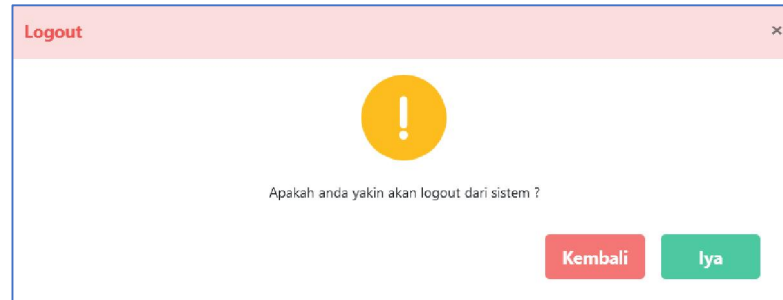 Logout
×
Apakah anda yakin akan logout dari sistem ?
Kembali
Iya